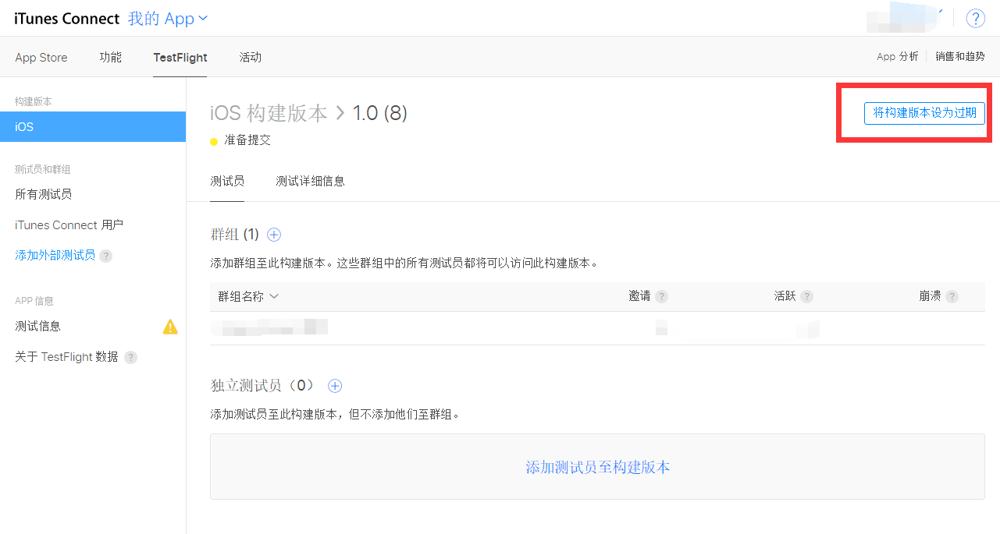 iTunes Connect 我的 App
?
App Store 功能 TestFlight 活动
App 分析 销售和趋势
构建版本
iOS
测试员和群组
所有测试员
iTunes Connect 用户
添加外部测试员 ?
APP 信息
测试信息
关于 TestFlight 数据 ?
iOS 构建版本 > 1.0 (8)
将构建版本设为过期
准备提交
测试员 测试详细信息
群组 (1)
添加群组至此构建版本。这些群组中的所有测试员都将可以访问此构建版本。
群组名称 邀请 ? 活跃 ? 崩溃 ?
独立测试员（0）
添加测试员至此构建版本，但不添加他们至群组。
添加测试员至构建版本